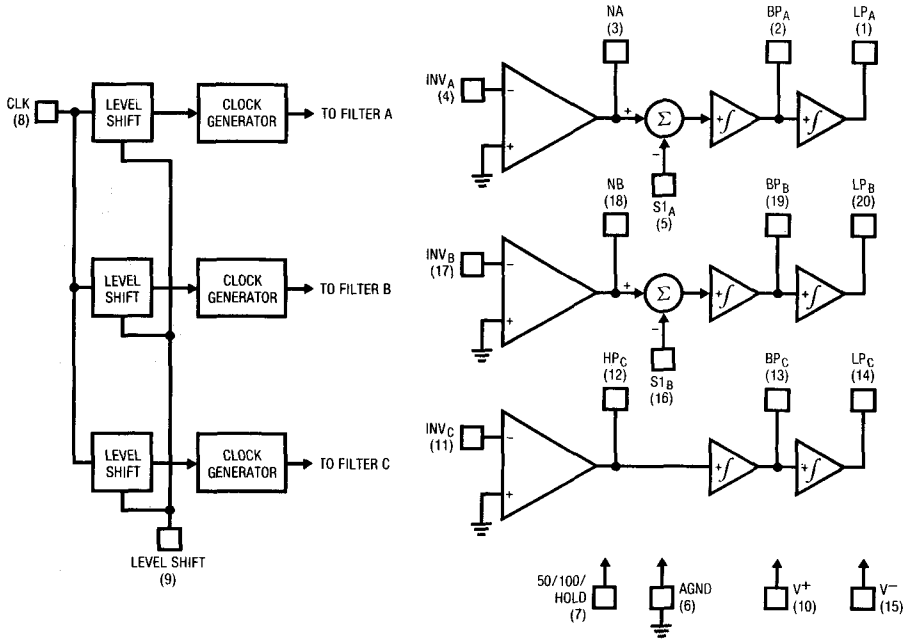 CLK
(8)
LEVEL
SHIFT
CLOCK
GENERATOR
TO FILTER A
LEVEL
SHIFT
CLOCK
GENERATOR
TO FILTER B
LEVEL
SHIFT
CLOCK
GENERATOR
TO FILTER C
LEVEL SHIFT
(9)
NA
(3)
BPA
(2)
LPA
(1)
INVA
(4)
−
+
+
Σ
−
+∫
+∫
S1A
(5)
NB
(18)
BPB
(19)
LPB
(20)
INVB
(17)
−
+
+
Σ
−
+∫
+∫
S1B
(16)
HPC
(12)
BPC
(13)
LPC
(14)
INVC
(11)
−
+
+∫
+∫
50/100/
HOLD
(7)
AGND
(6)
V+
(10)
V−
(15)